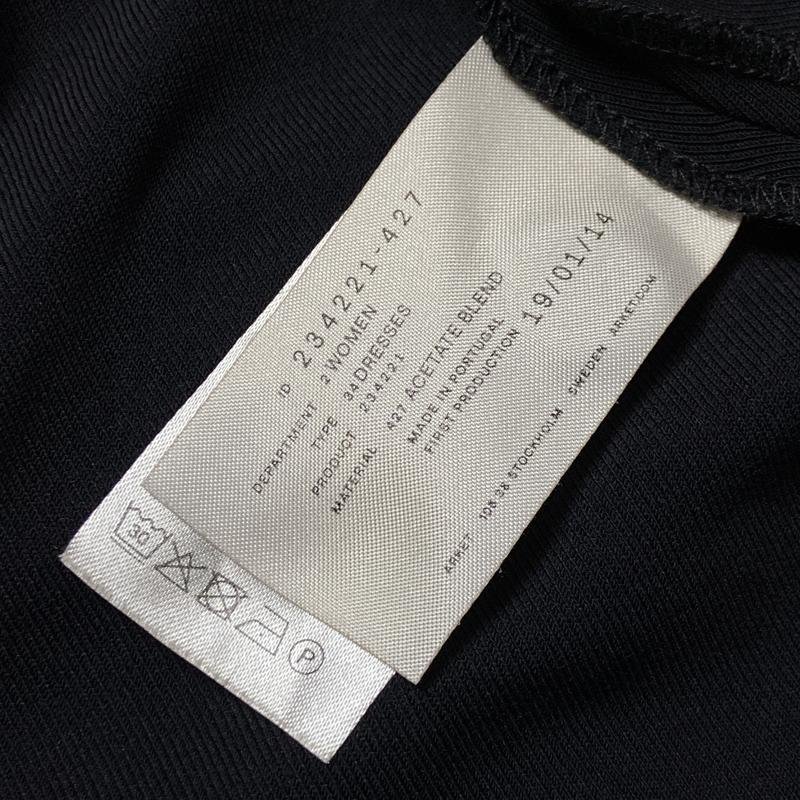 ID 234221-427
DEPARTMENT 2 WOMEN
TYPE 34 DRESSES
PRODUCT 234221
MATERIAL 427 ACETATE BLEND
MADE IN PORTUGAL
FIRST PRODUCTION 19/01/14
ARKET 106 38 STOCKHOLM SWEDEN ARKET.COM
30
P